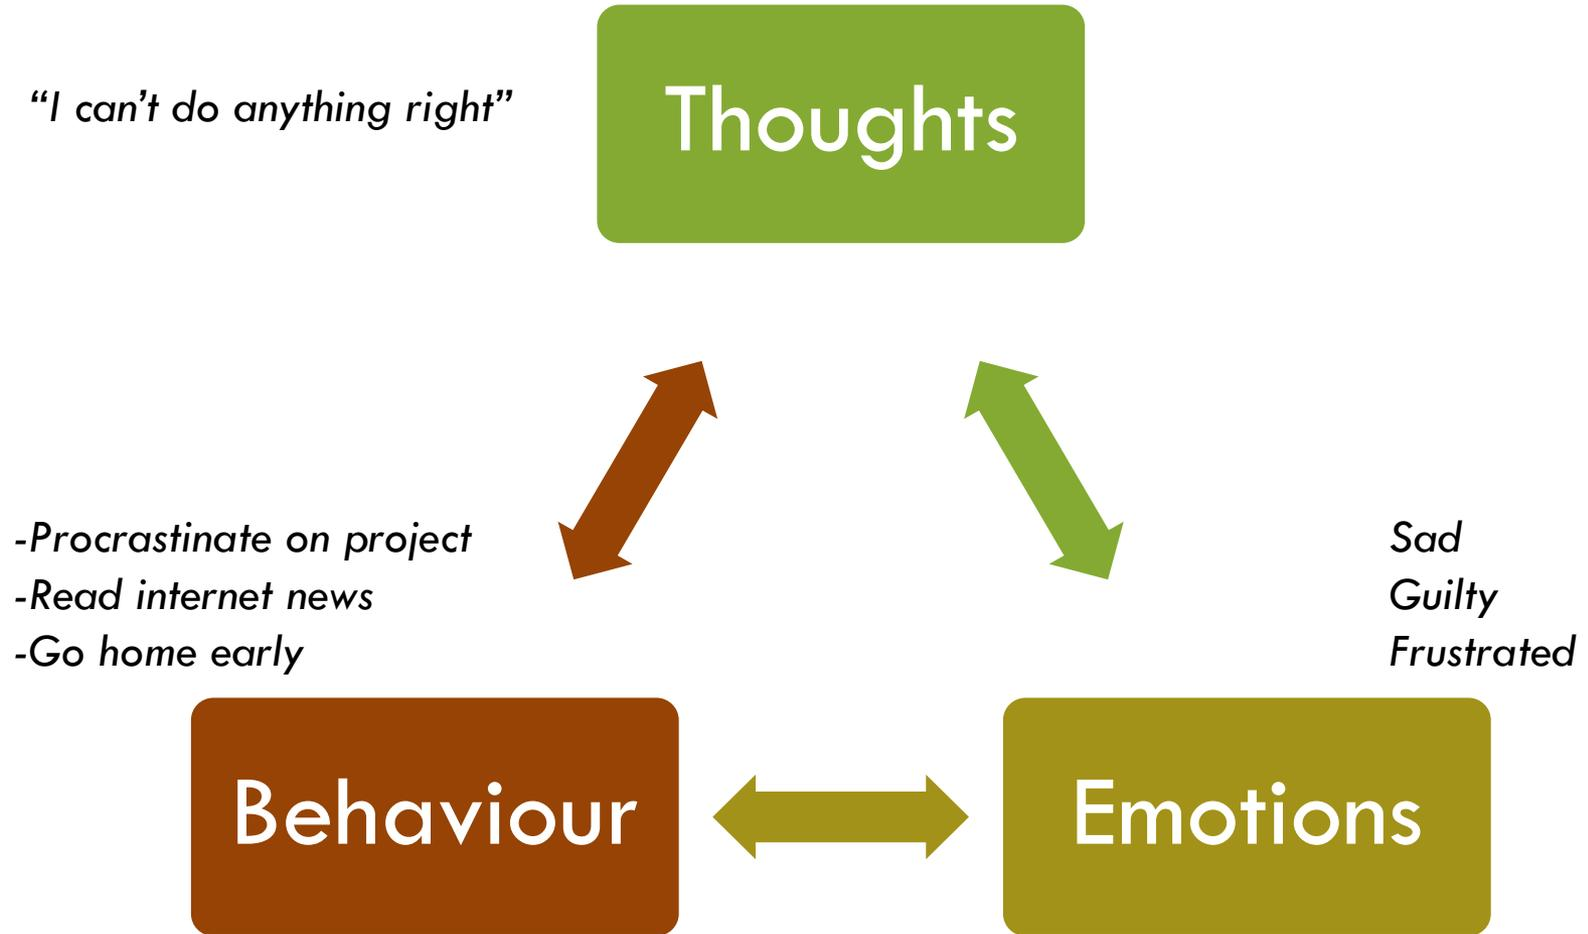 “I can’t do anything right”
Thoughts
-Procrastinate on project
-Read internet news
-Go home early
Sad
Guilty
Frustrated
Behaviour
Emotions